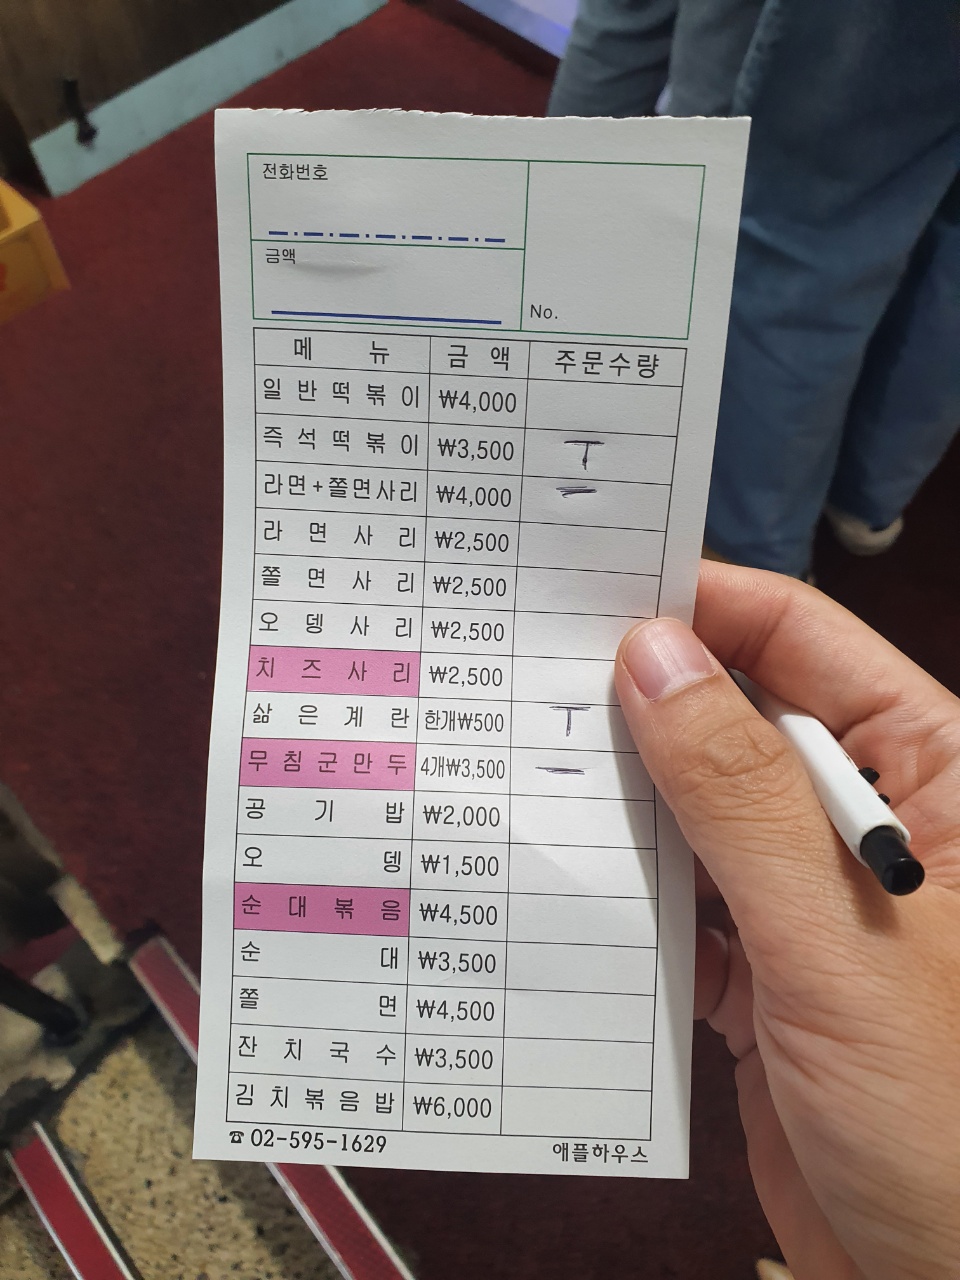 전화번호
금액
No.
메뉴 금액 주문수량
일반떡볶이 ₩4,000
즉석떡볶이 ₩3,500 T
라면+쫄면사리 ₩4,000 一
라면사리 ₩2,500
쫄면사리 ₩2,500
오뎅사리 ₩2,500
치즈사리 ₩2,500
삶은계란 한개₩500 T
무침군만두 4개₩3,500 一
공기밥 ₩2,000
오뎅 ₩1,500
순대볶음 ₩4,500
순대 ₩3,500
쫄면 ₩4,500
잔치국수 ₩3,500
김치볶음밥 ₩6,000
☎02-595-1629 애플하우스